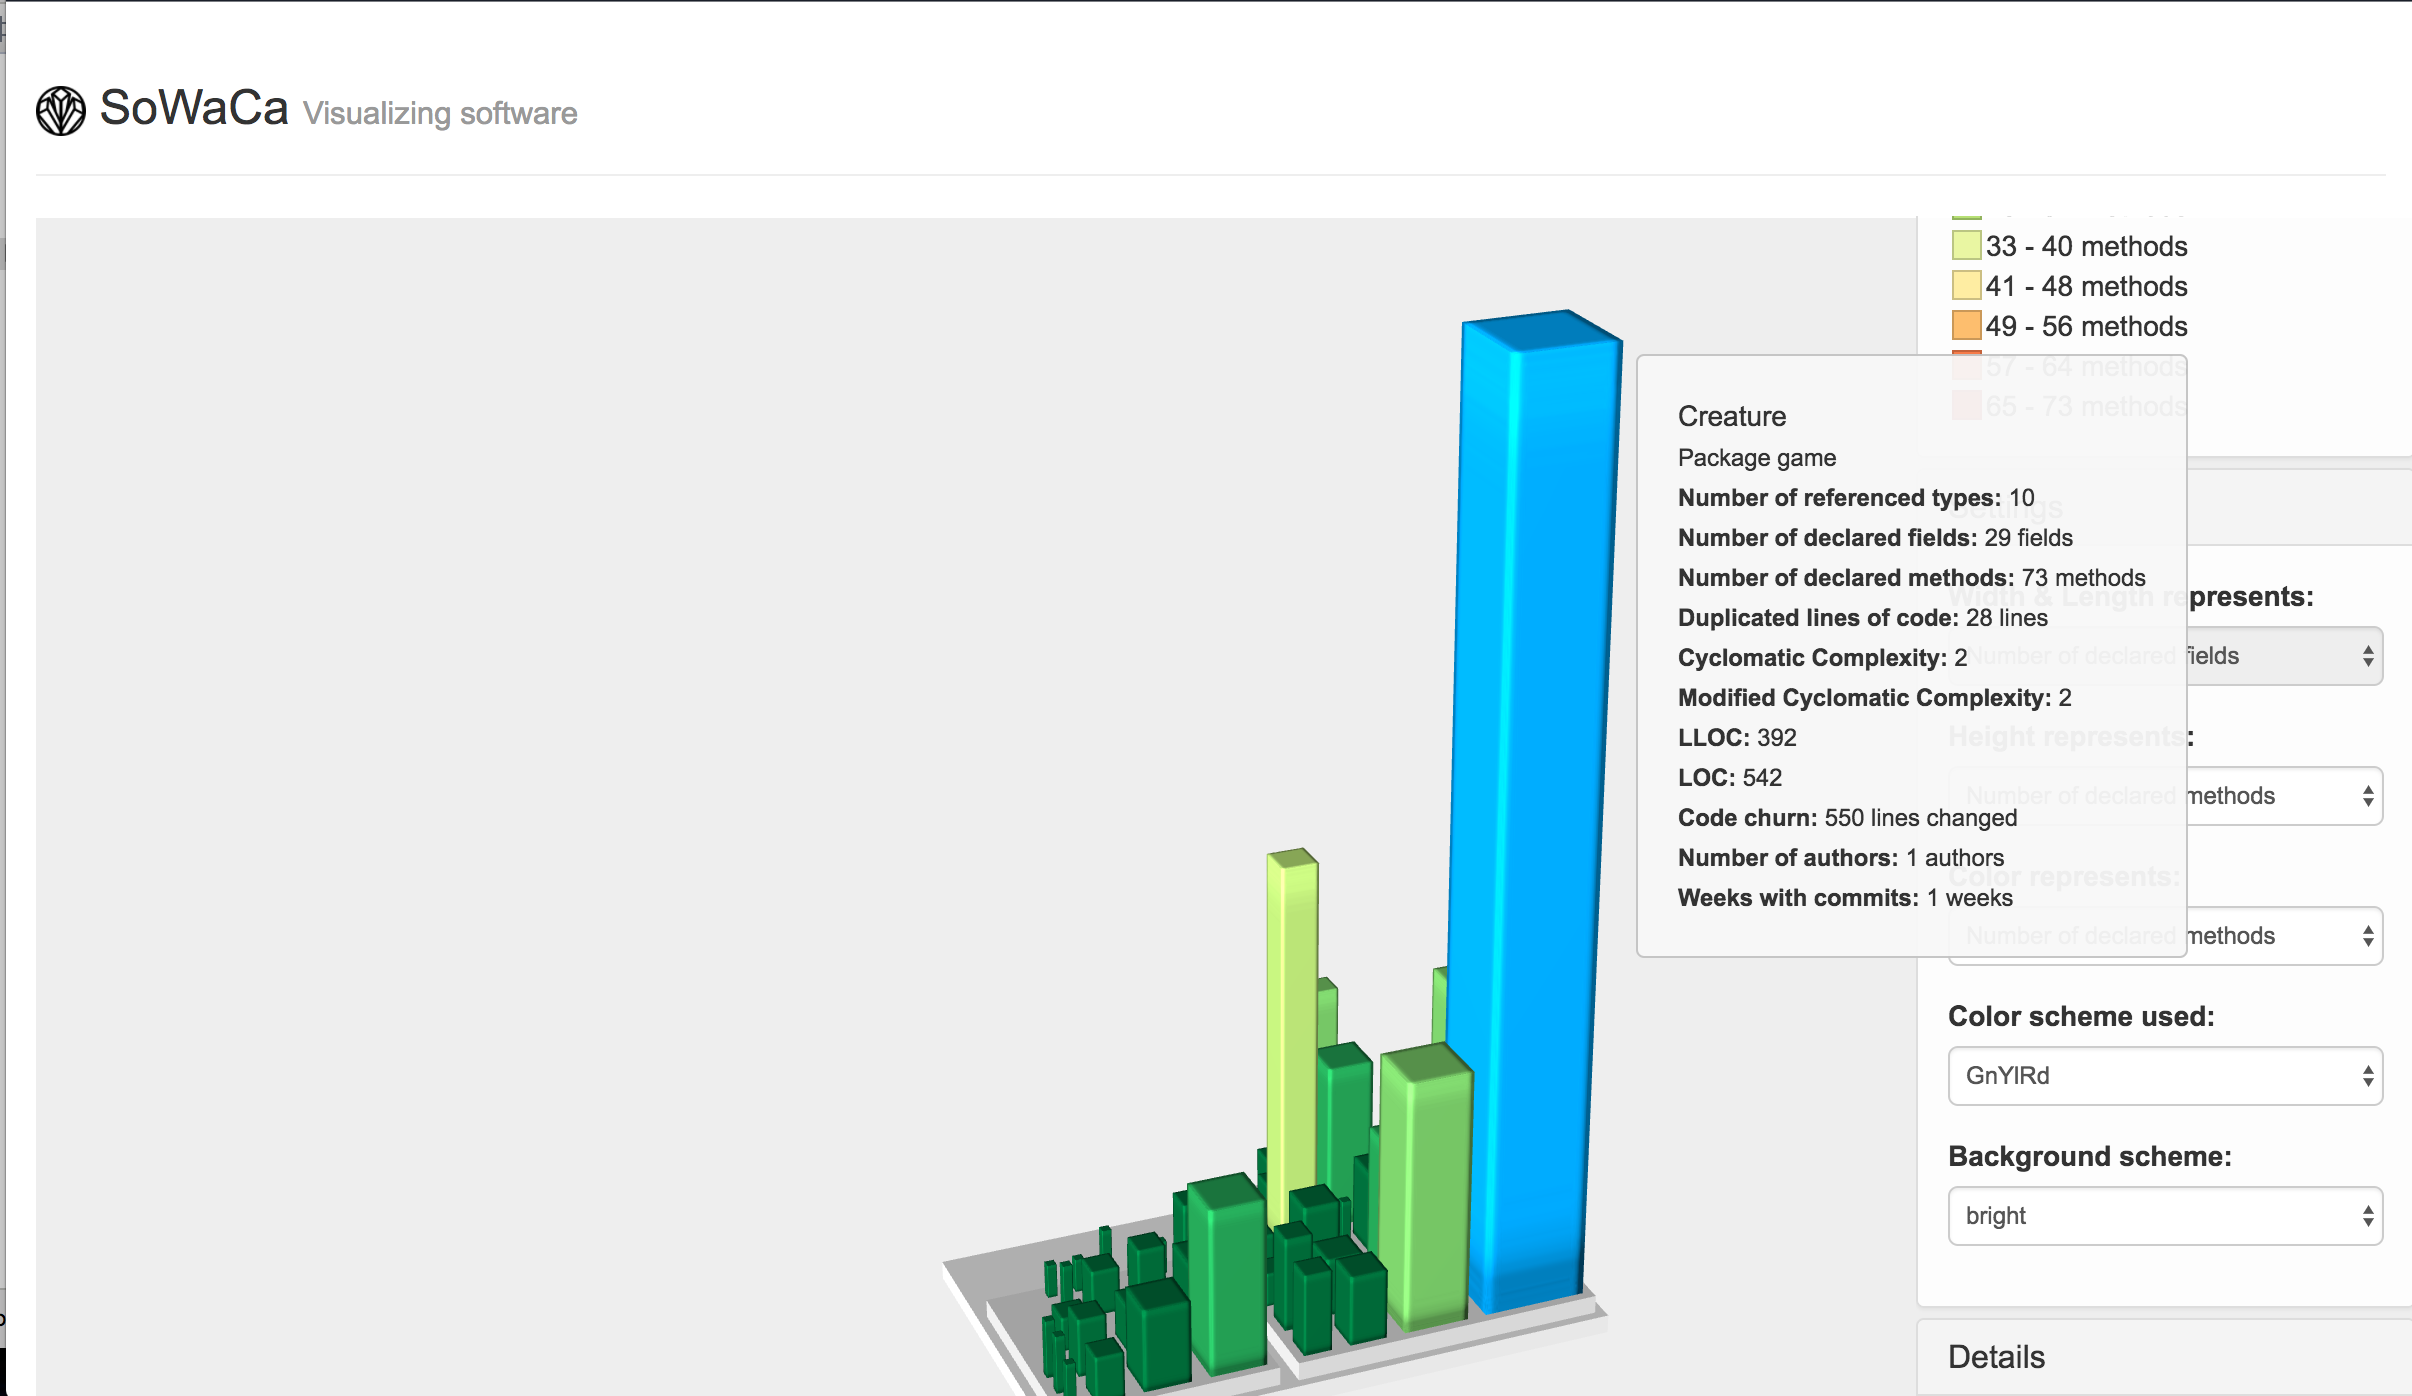 SoWaCa Visualizing software
33 - 40 methods
41 - 48 methods
49 - 56 methods
57 - 64 methods
65 - 73 methods
Creature
Package game
Number of referenced types: 10
Number of declared fields: 29 fields
Number of declared methods: 73 methods
Duplicated lines of code: 28 lines
Cyclomatic Complexity: 2
Modified Cyclomatic Complexity: 2
LLOC: 392
LOC: 542
Code churn: 550 lines changed
Number of authors: 1 authors
Weeks with commits: 1 weeks
Settings
Width & Length represents:
Number of declared fields
Height represents:
Number of declared methods
Color represents:
Number of declared methods
Color scheme used:
GnYlRd
Background scheme:
bright
Details